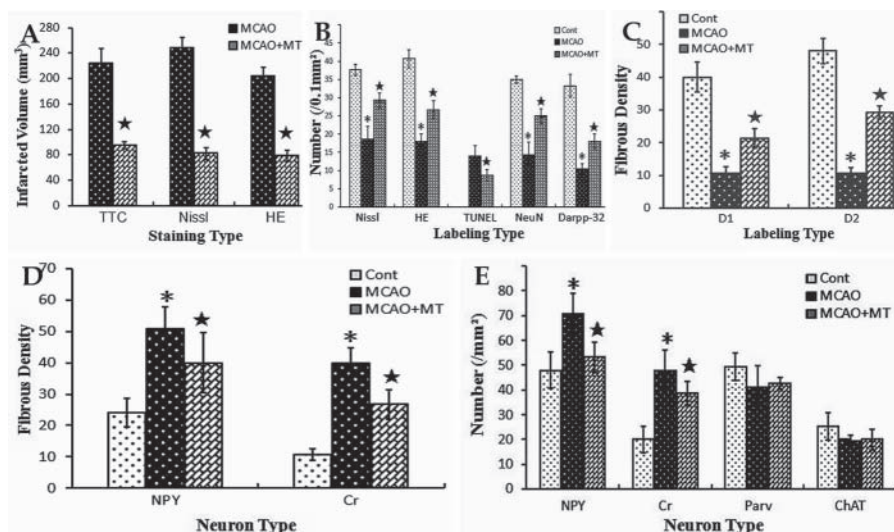 A
Infarcted Volume (mm³)
280
240
200
160
120
80
40
0
MCAO
MCAO+MT
★ ★ ★
TTC Nissl HE
Staining Type
B
Number (/0.1mm²)
50
45
40
35
30
25
20
15
10
5
0
Cont
MCAO
MCAO+MT
* ★ * ★ ★ * ★ * ★
Nissl HE TUNEL NeuN Darpp-32
Labeling Type
C
Fibrous Density
60
50
40
30
20
10
0
Cont
MCAO
MCAO+MT
* ★ * ★
D1 D2
Labeling Type
D
Fibrous Density
70
60
50
40
30
20
10
0
Cont
MCAO
MCAO+MT
* ★ * ★
NPY Cr
Neuron Type
E
Number (/mm²)
80
60
50
40
30
20
10
0
Cont
MCAO
MCAO+MT
* ★ * ★
NPY Cr Parv ChAT
Neuron Type